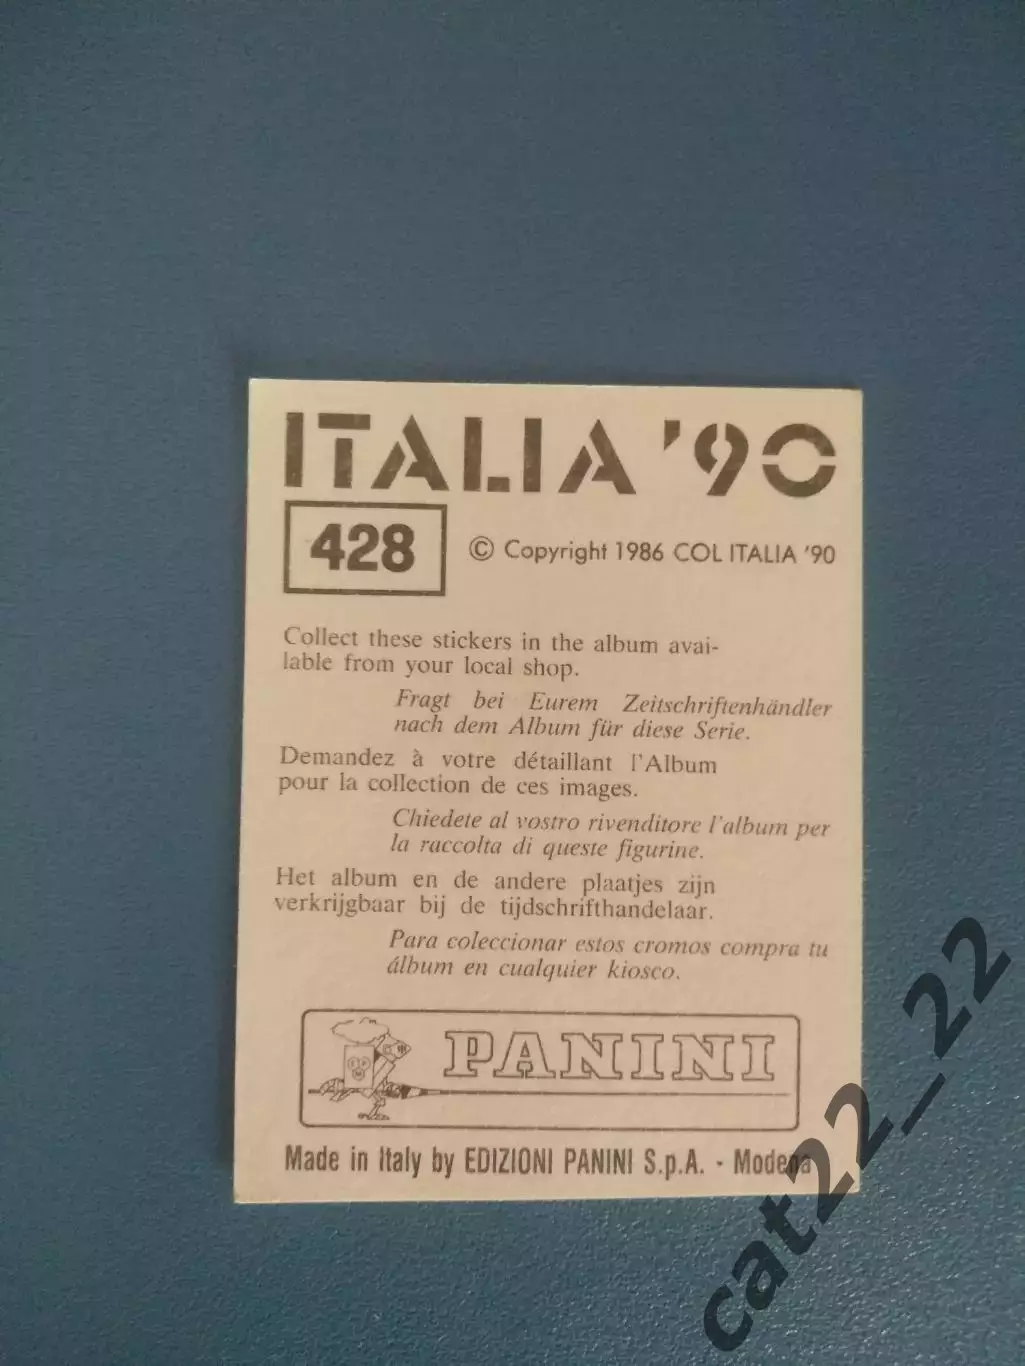 ITALIA '90
428
© Copyright 1986 COL ITALIA '90
Collect these stickers in the album avai-
lable from your local shop.
Fragt bei Eurem Zeitschriftenhändler
nach dem Album für diese Serie.
Demandez à votre détaillant l'Album
pour la collection de ces images.
Chiedete al vostro rivenditore l'album per
la raccolta di queste figurine.
Het album en de andere plaatjes zijn
verkrijgbaar bij de tijdschrifthandelaar.
Para coleccionar estos cromos compra tu
álbum en cualquier kiosco.
PANINI
Made in Italy by EDIZIONI PANINI S.p.A. - Modena
cat22_22